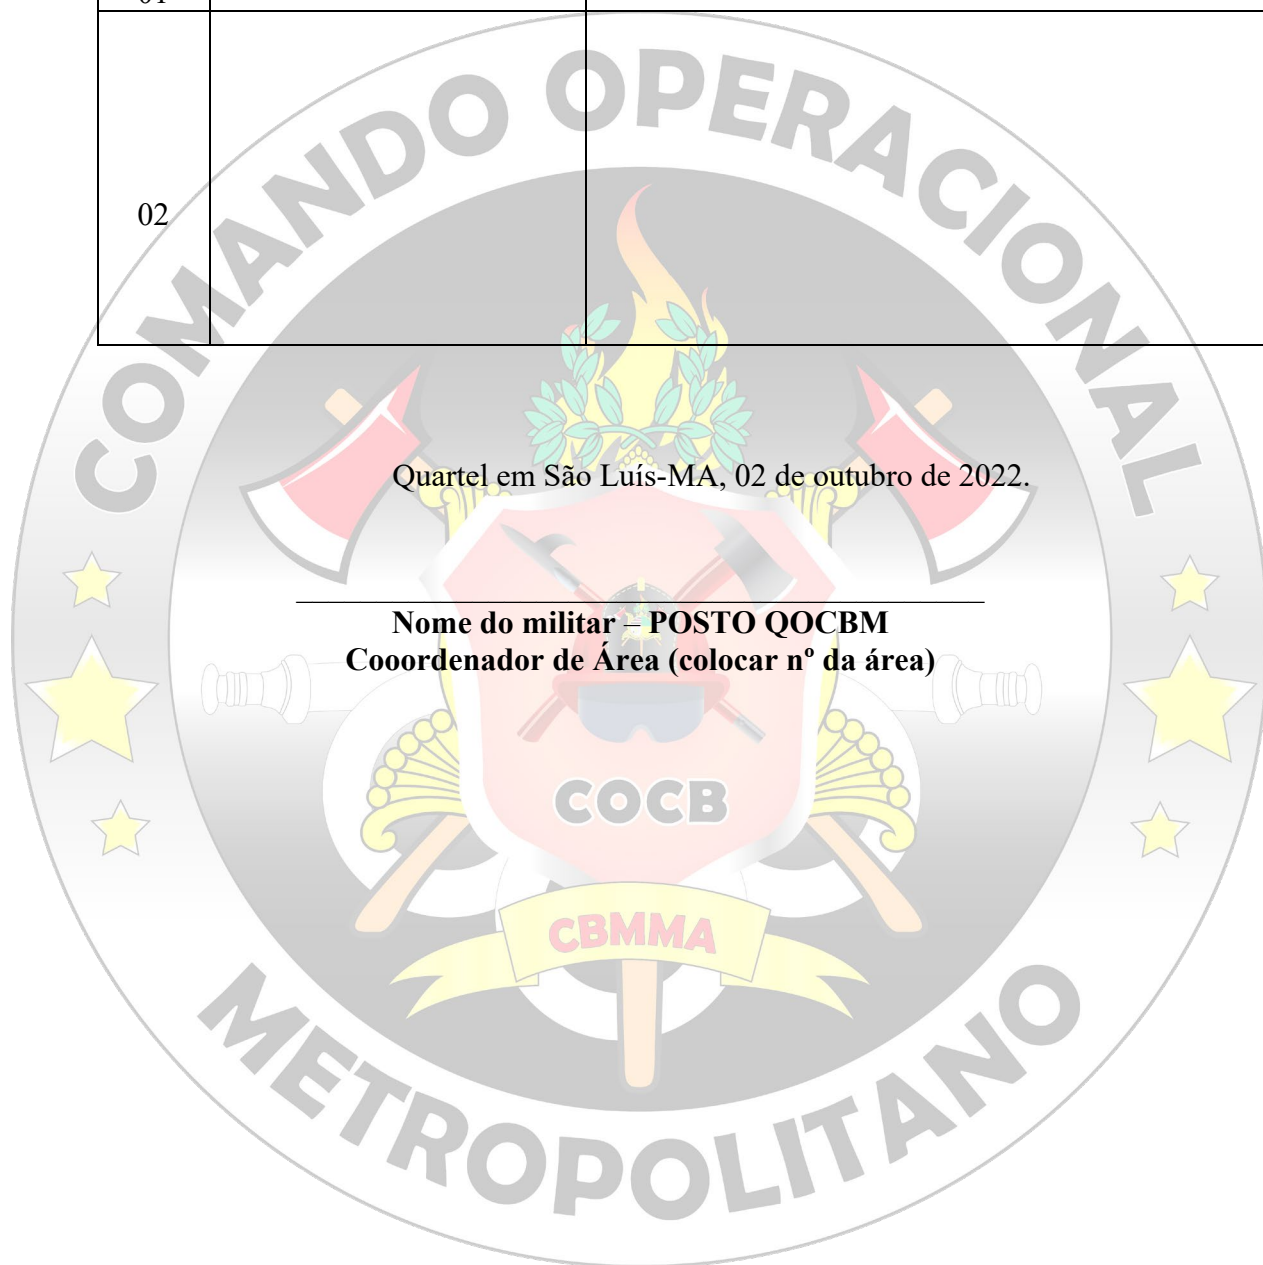 01
02
COMANDO OPERACIONAL
Quartel em São Luís-MA, 02 de outubro de 2022.
Nome do militar – POSTO QOCBM
Cooordenador de Área (colocar nº da área)
COCB
CBMMA
METROPOLITANO